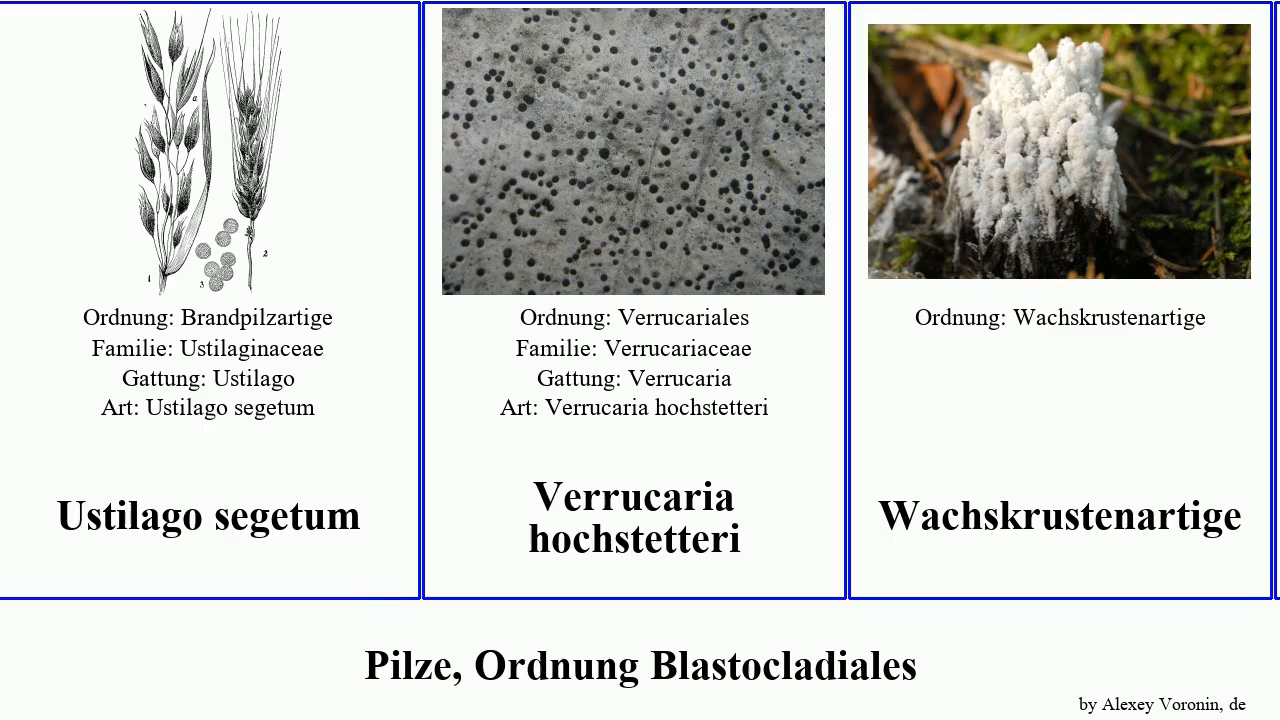 Ordnung: Brandpilzartige
Familie: Ustilaginaceae
Gattung: Ustilago
Art: Ustilago segetum
Ustilago segetum
Ordnung: Verrucariales
Familie: Verrucariaceae
Gattung: Verrucaria
Art: Verrucaria hochstetteri
Verrucaria
hochstetteri
Ordnung: Wachskrustenartige
Wachskrustenartige
Pilze, Ordnung Blastocladiales
by Alexey Voronin, de